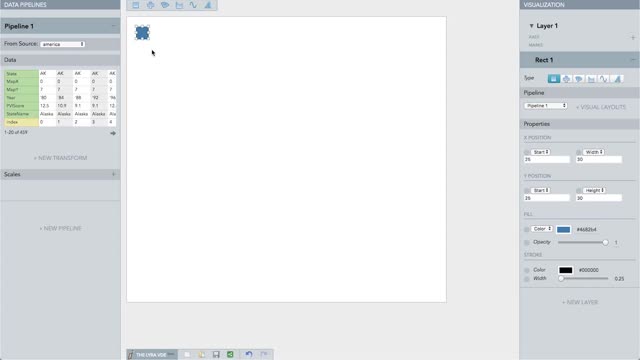 DATA PIPELINES
Pipeline 1
From Source: america
Data
State AK AK AK AK A
MapX 0 0 0 0 0
MapY 7 7 7 7 7
Year '80 '84 '88 '92 '96
PVIScore 12.5 10.9 9.1 9.1 12.
StateName Alaska Alaska Alaska Alaska Ala
Index 0 1 2 3 4
1-20 of 459
+ NEW TRANSFORM
Scales +
+ NEW PIPELINE
VISUALIZATION
Layer 1
AXES +
MARKS
Rect 1
Type
Pipeline
Pipeline 1 + VISUAL LAYOUTS
Properties
X POSITION
Start Width
25 30
Y POSITION
Start Height
25 30
FILL
Color #4682b4
Opacity 1
STROKE
Color #000000
Width 0.25
+ NEW LAYER
THE LYRA VDE